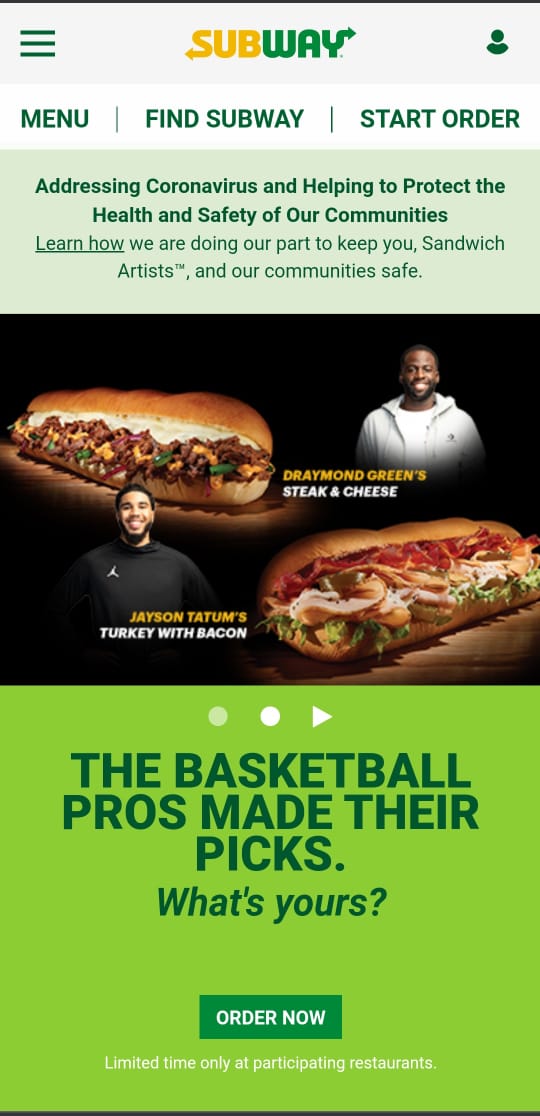 SUBWAY
MENU | FIND SUBWAY | START ORDER
Addressing Coronavirus and Helping to Protect the
Health and Safety of Our Communities
Learn how we are doing our part to keep you, Sandwich
Artists™, and our communities safe.
DRAYMOND GREEN'S
STEAK & CHEESE
JAYSON TATUM'S
TURKEY WITH BACON
THE BASKETBALL
PROS MADE THEIR
PICKS.
What's yours?
ORDER NOW
Limited time only at participating restaurants.